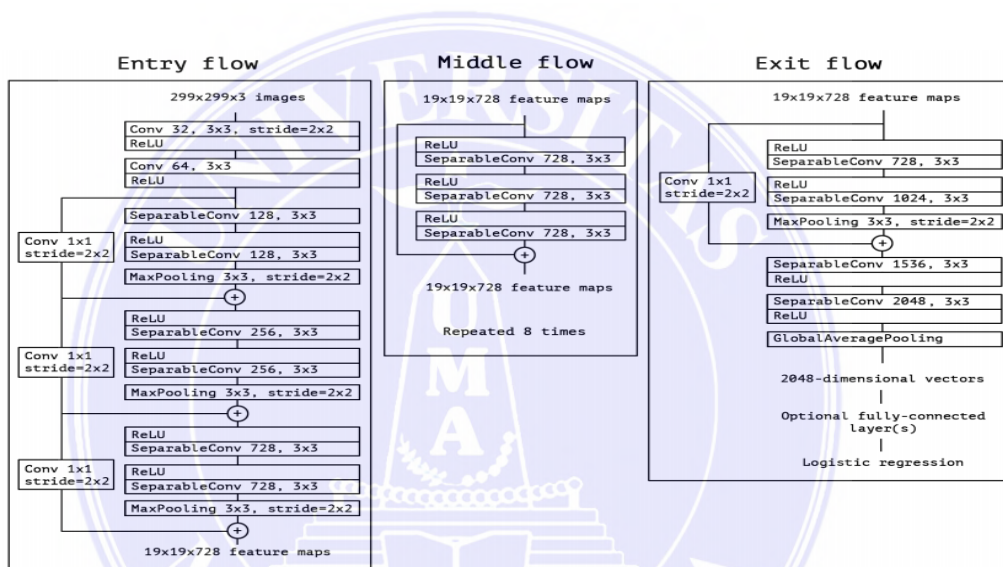 Entry flow
299x299x3 images
Conv 32, 3x3, stride=2x2
ReLU
Conv 64, 3x3
ReLU
SeparableConv 128, 3x3
Conv 1x1
stride=2x2
ReLU
SeparableConv 128, 3x3
MaxPooling 3x3, stride=2x2
+
ReLU
SeparableConv 256, 3x3
Conv 1x1
stride=2x2
ReLU
SeparableConv 256, 3x3
MaxPooling 3x3, stride=2x2
+
ReLU
SeparableConv 728, 3x3
Conv 1x1
stride=2x2
ReLU
SeparableConv 728, 3x3
MaxPooling 3x3, stride=2x2
+
19x19x728 feature maps
Middle flow
19x19x728 feature maps
ReLU
SeparableConv 728, 3x3
ReLU
SeparableConv 728, 3x3
ReLU
SeparableConv 728, 3x3
+
19x19x728 feature maps
Repeated 8 times
Exit flow
19x19x728 feature maps
ReLU
SeparableConv 728, 3x3
Conv 1x1
stride=2x2
ReLU
SeparableConv 1024, 3x3
MaxPooling 3x3, stride=2x2
+
SeparableConv 1536, 3x3
ReLU
SeparableConv 2048, 3x3
ReLU
GlobalAveragePooling
2048-dimensional vectors
Optional fully-connected
layer(s)
Logistic regression
UNIVERSITAS
UMA